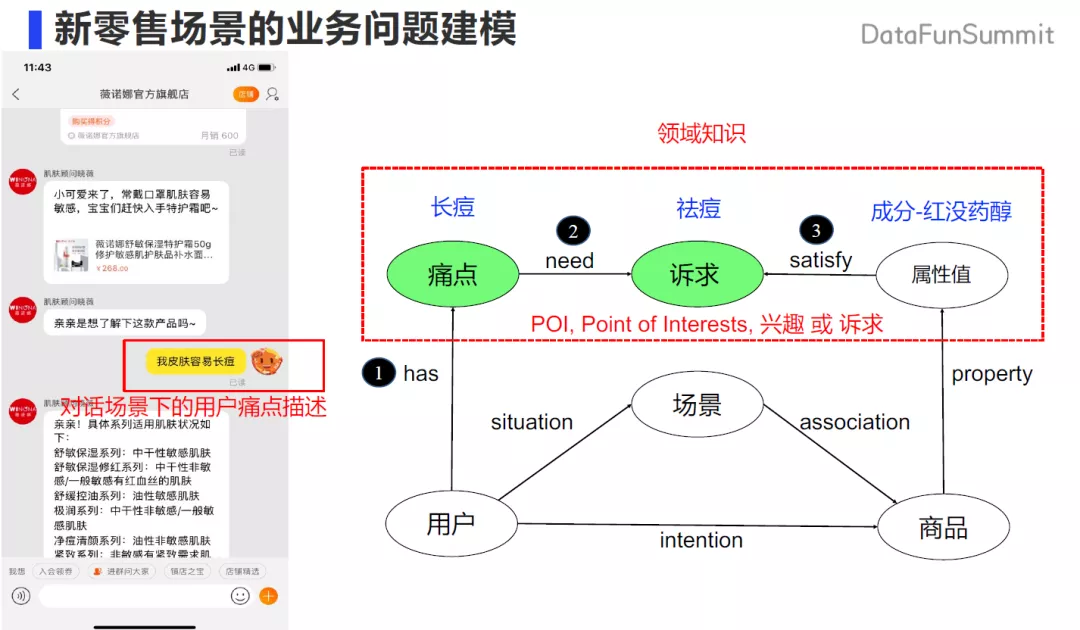 新零售场景的业务问题建模
DataFunSummit
11:43
4G
薇诺娜官方旗舰店
店铺
购买得积分
薇诺娜官方旗舰店
月销 600
已读
肌肤顾问晓薇
WINONA
薇诺娜
小可爱来了，常戴口罩肌肤容易
敏感，宝宝们赶快入手特护霜吧~
薇诺娜舒敏保湿特护霜50g
修护敏感肌护肤品补水面...
￥268.00
肌肤顾问晓薇
WINONA
薇诺娜
亲亲是想了解下这款产品吗~
我皮肤容易长痘
已读
对话场景下的用户痛点描述
WINONA
薇诺娜
亲亲！具体系列适用肌肤状况如
下：
舒敏保湿系列：中干性敏感肌肤
舒敏保湿修红系列：中干性非敏
感/一般敏感有红血丝的肌肤
舒缓控油系列：油性敏感肌肤
极润系列：中干性非敏感/一般敏
感肌肤
净痘清颜系列：油性非敏感肌肤
紧致系列：非敏感有紧致需求肌
我想
入会领券
进群问大家
镇店之宝
店铺精选
领域知识
长痘
祛痘
成分-红没药醇
2
3
need
satisfy
痛点
诉求
属性值
POI, Point of Interests, 兴趣 或 诉求
1
has
property
situation
场景
association
用户
intention
商品